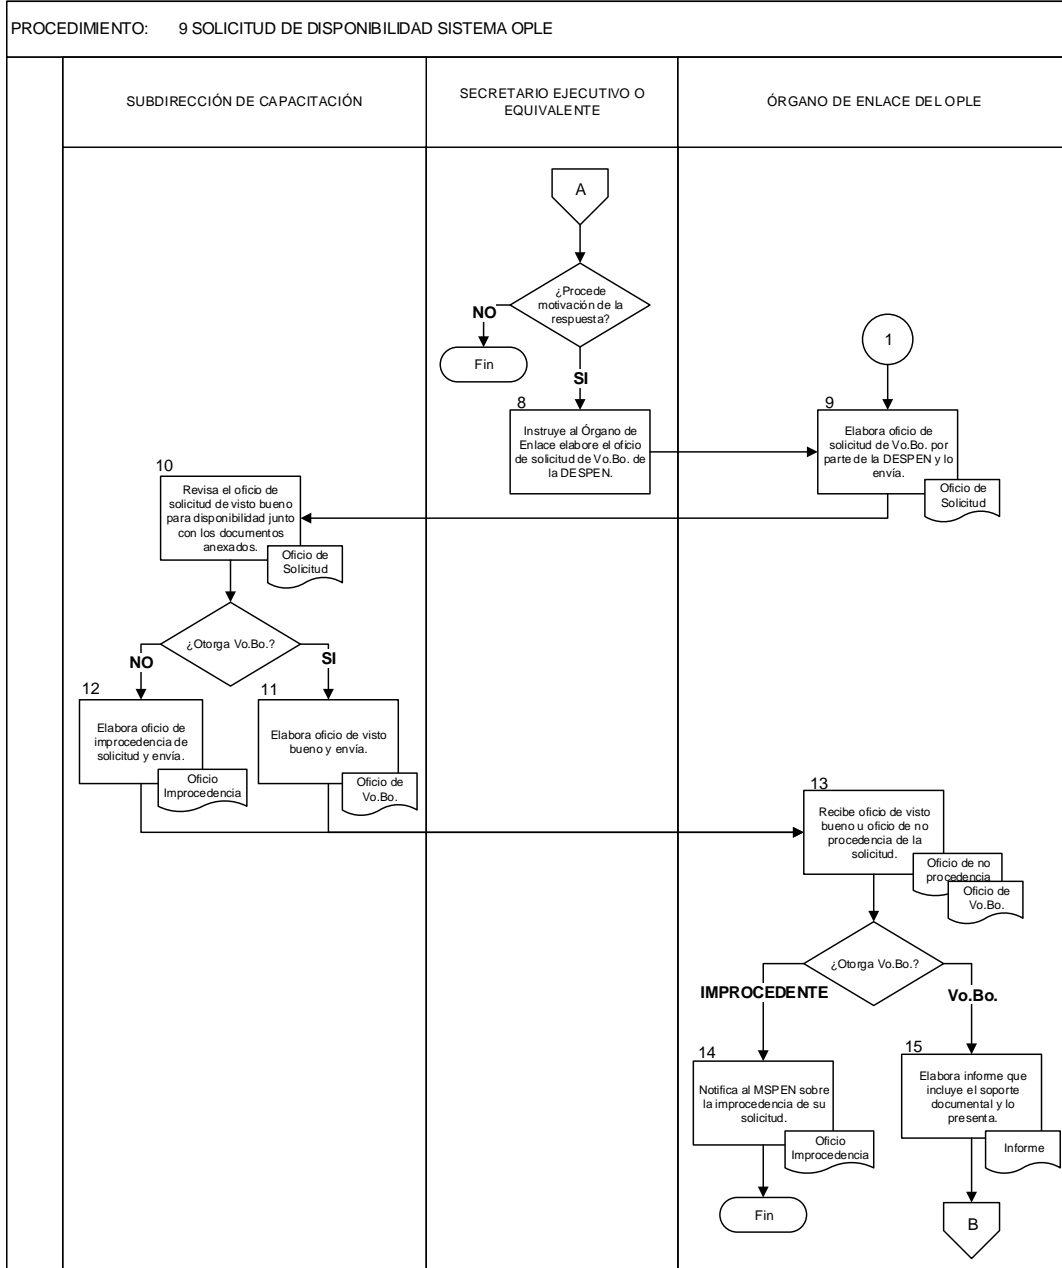 PROCEDIMIENTO: 9 SOLICITUD DE DISPONIBILIDAD SISTEMA OPLE
SUBDIRECCIÓN DE CAPACITACIÓN
SECRETARIO EJECUTIVO O
EQUIVALENTE
ÓRGANO DE ENLACE DEL OPLE
A
¿Procede
motivación de la
respuesta?
NO
Fin
SI
1
8
Instruye al Órgano de
Enlace elabore el oficio
de solicitud de Vo.Bo. de
la DESPEN.
9
Elabora oficio de
solicitud de Vo.Bo. por
parte de la DESPEN y lo
envía.
Oficio de
Solicitud
10
Revisa el oficio de
solicitud de visto bueno
para disponibilidad junto
con los documentos
anexados.
Oficio de
Solicitud
¿Otorga Vo.Bo.?
NO
SI
12
Elabora oficio de
improcedencia de
solicitud y envía.
Oficio
Improcedencia
11
Elabora oficio de visto
bueno y envía.
Oficio de
Vo.Bo.
13
Recibe oficio de visto
bueno u oficio de no
procedencia de la
solicitud.
Oficio de no
procedencia
Oficio de
Vo.Bo.
¿Otorga Vo.Bo.?
IMPROCEDENTE
Vo.Bo.
14
Notifica al MSPEN sobre
la improcedencia de su
solicitud.
Oficio
Improcedencia
Fin
15
Elabora informe que
incluye el soporte
documental y lo
presenta.
Informe
B